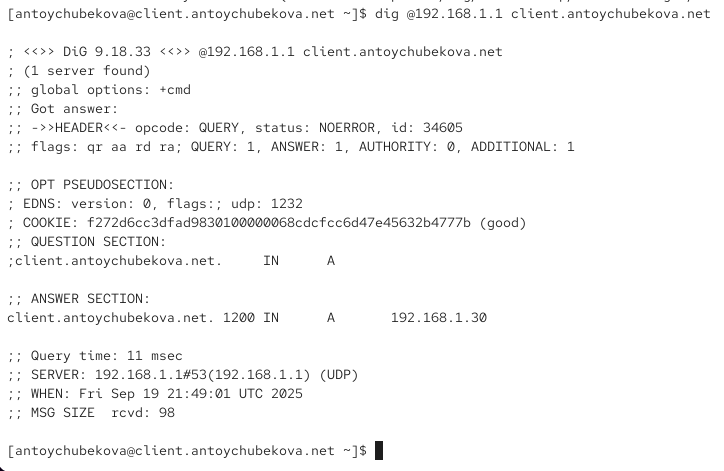 [antoychubekova@client.antoychubekova.net ~]$ dig @192.168.1.1 client.antoychubekova.net
; <<>> DiG 9.18.33 <<>> @192.168.1.1 client.antoychubekova.net
; (1 server found)
;; global options: +cmd
;; Got answer:
;; ->>HEADER<<- opcode: QUERY, status: NOERROR, id: 34605
;; flags: qr aa rd ra; QUERY: 1, ANSWER: 1, AUTHORITY: 0, ADDITIONAL: 1
;; OPT PSEUDOSECTION:
; EDNS: version: 0, flags:; udp: 1232
; COOKIE: f272d6cc3dfad9830100000068cdcfcc6d47e45632b4777b (good)
;; QUESTION SECTION:
;client.antoychubekova.net. IN A
;; ANSWER SECTION:
client.antoychubekova.net. 1200 IN A 192.168.1.30
;; Query time: 11 msec
;; SERVER: 192.168.1.1#53(192.168.1.1) (UDP)
;; WHEN: Fri Sep 19 21:49:01 UTC 2025
;; MSG SIZE rcvd: 98
[antoychubekova@client.antoychubekova.net ~]$